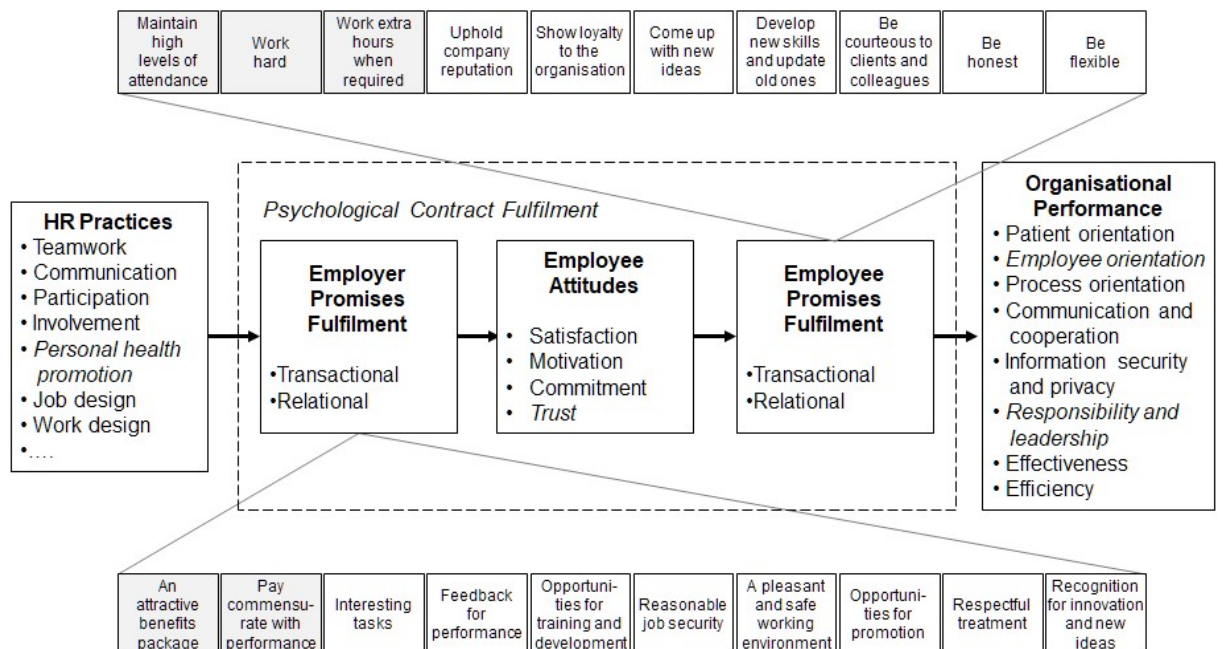 Maintain
high
levels of
attendance
Work
hard
Work extra
hours
when
required
Uphold
company
reputation
Show loyalty
to the
organisation
Come up
with new
ideas
Develop
new skills
and update
old ones
Be
courteous to
clients and
colleagues
Be
honest
Be
flexible
HR Practices
• Teamwork
• Communication
• Participation
• Involvement
• Personal health
promotion
• Job design
• Work design
•….
Psychological Contract Fulfilment
Employer
Promises
Fulfilment
•Transactional
•Relational
Employee
Attitudes
• Satisfaction
• Motivation
• Commitment
• Trust
Employee
Promises
Fulfilment
•Transactional
•Relational
Organisational
Performance
• Patient orientation
• Employee orientation
• Process orientation
• Communication and
cooperation
• Information security
and privacy
• Responsibility and
leadership
• Effectiveness
• Efficiency
An
attractive
benefits
package
Pay
commensu-
rate with
performance
Interesting
tasks
Feedback
for
performance
Opportuni-
ties for
training and
development
Reasonable
job security
A pleasant
and safe
working
environment
Opportuni-
ties for
promotion
Respectful
treatment
Recognition
for innovation
and new
ideas